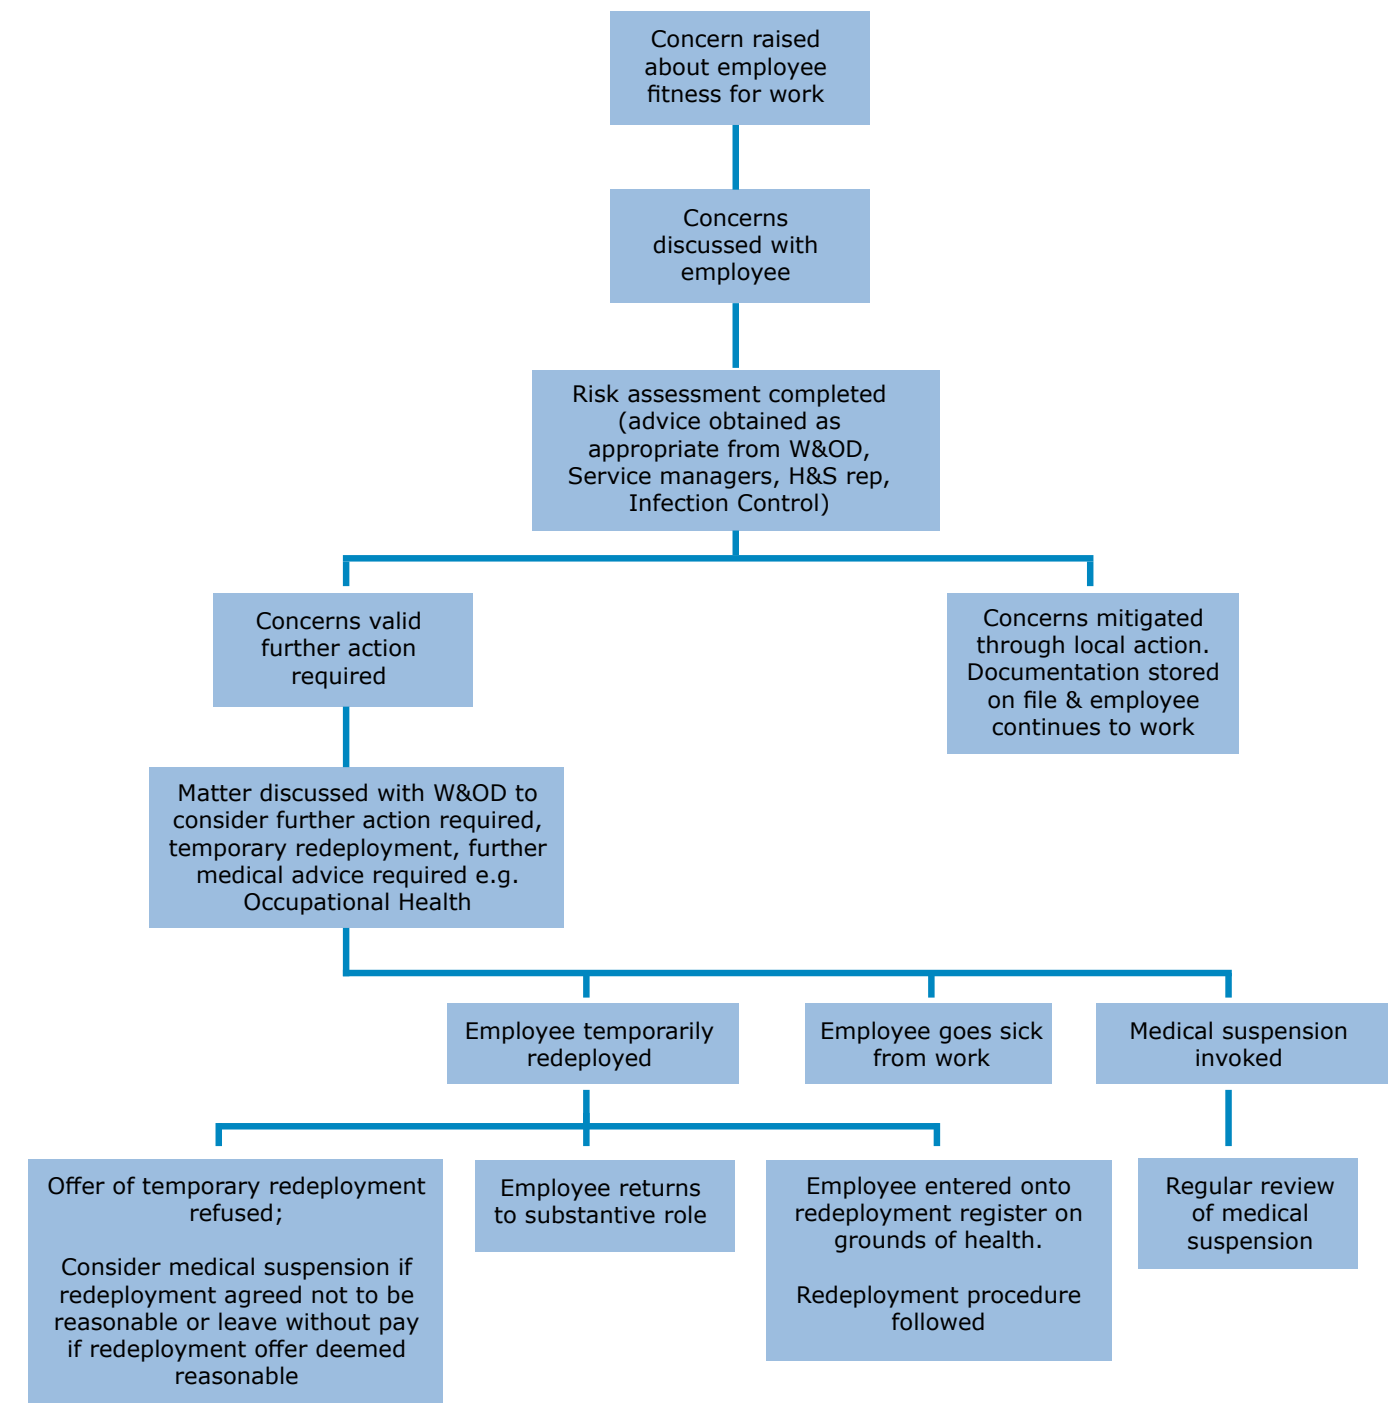 Concern raised
about employee
fitness for work
Concerns
discussed with
employee
Risk assessment completed
(advice obtained as
appropriate from W&OD,
Service managers, H&S rep,
Infection Control)
Concerns valid
further action
required
Concerns mitigated
through local action.
Documentation stored
on file & employee
continues to work
Matter discussed with W&OD to
consider further action required,
temporary redeployment, further
medical advice required e.g.
Occupational Health
Employee temporarily
redeployed
Employee goes sick
from work
Medical suspension
invoked
Offer of temporary redeployment
refused;
Consider medical suspension if
redeployment agreed not to be
reasonable or leave without pay
if redeployment offer deemed
reasonable
Employee returns
to substantive role
Employee entered onto
redeployment register on
grounds of health.
Redeployment procedure
followed
Regular review
of medical
suspension